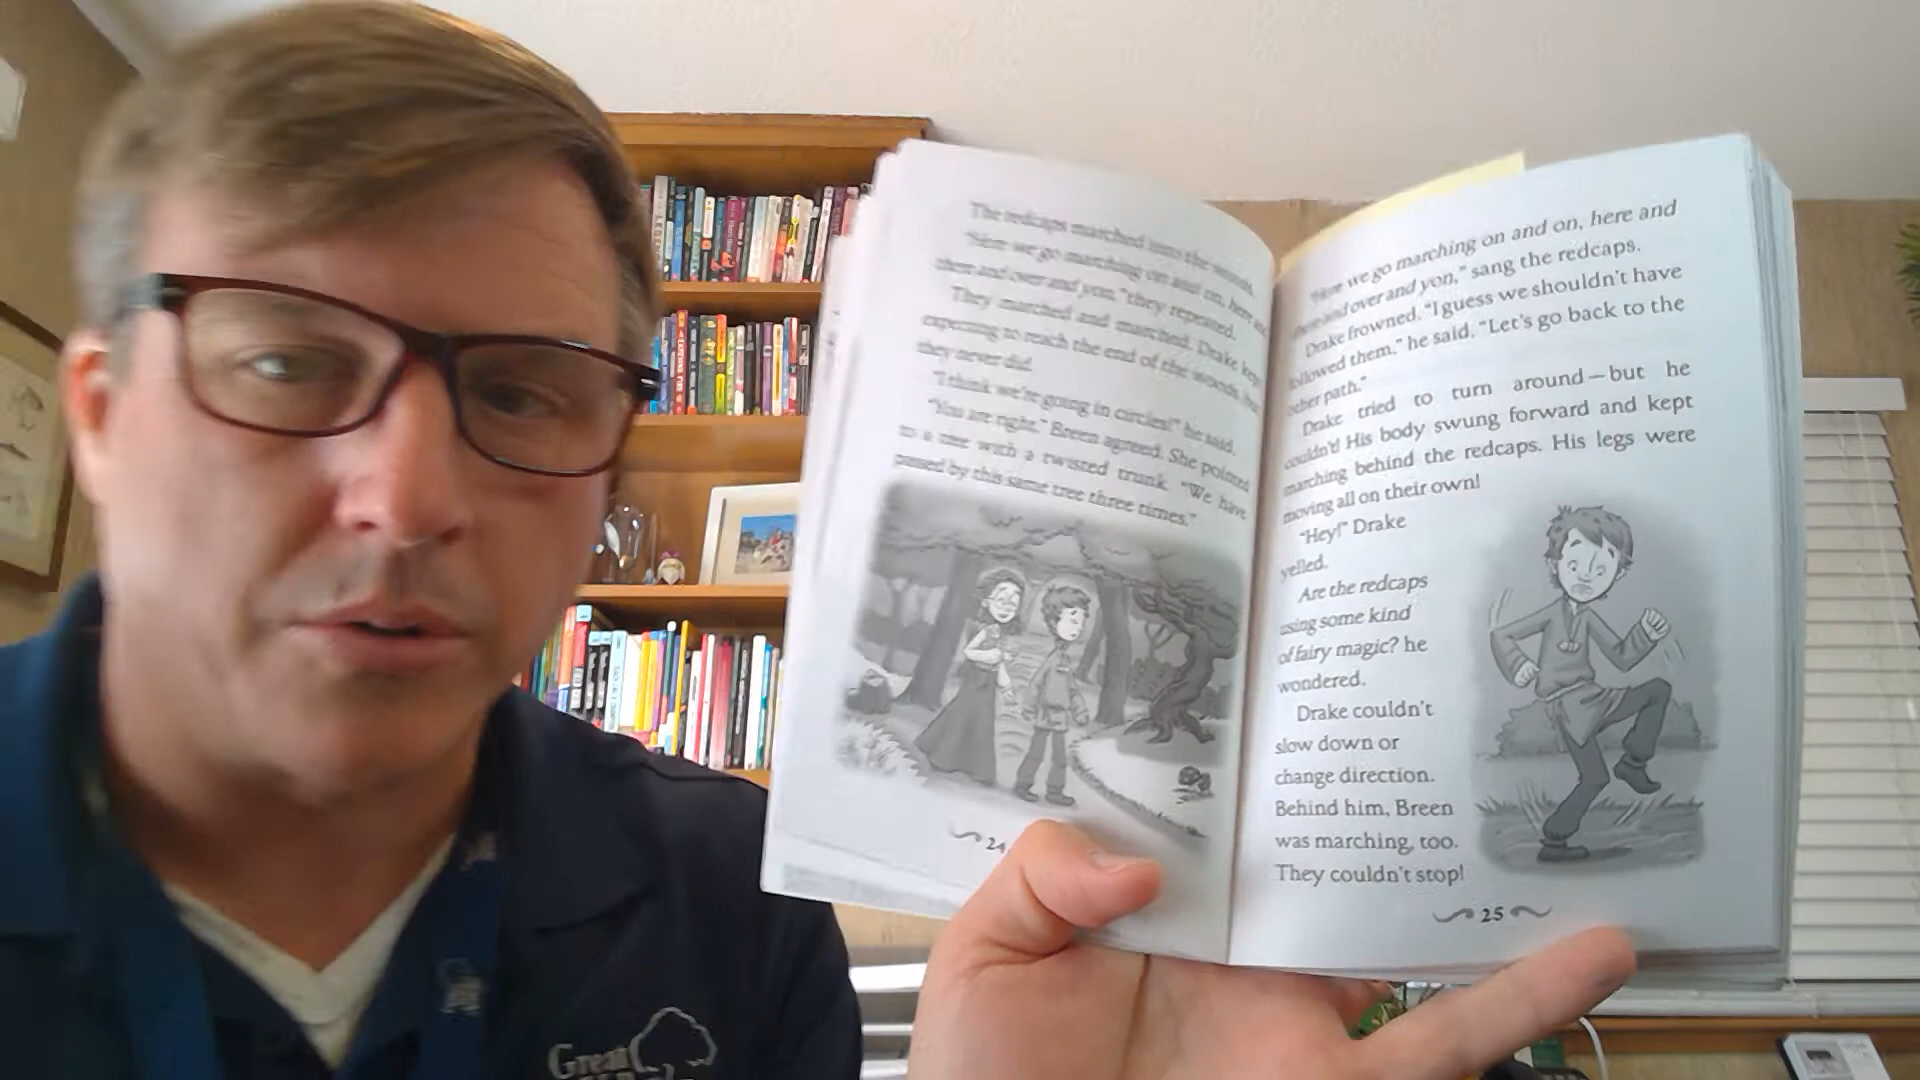 The redcaps marched into the woods.
"Here we go marching on and on, here and
there and over and yon," they repeated.
They marched and marched. Drake kept
expecting to reach the end of the woods, but
they never did.
"I think we're going in circles!" he said.
"You are right," Breen agreed. She pointed
to a tree with a twisted trunk. "We have
passed by this same tree three times."
24
"Here we go marching on and on, here and
there and over and yon," sang the redcaps.
Drake frowned. "I guess we shouldn't have
followed them," he said. "Let's go back to the
other path."
Drake tried to turn around—but he
couldn't! His body swung forward and kept
marching behind the redcaps. His legs were
moving all on their own!
"Hey!" Drake
yelled.
Are the redcaps
using some kind
of fairy magic? he
wondered.
Drake couldn't
slow down or
change direction.
Behind him, Breen
was marching, too.
They couldn't stop!
25
Great